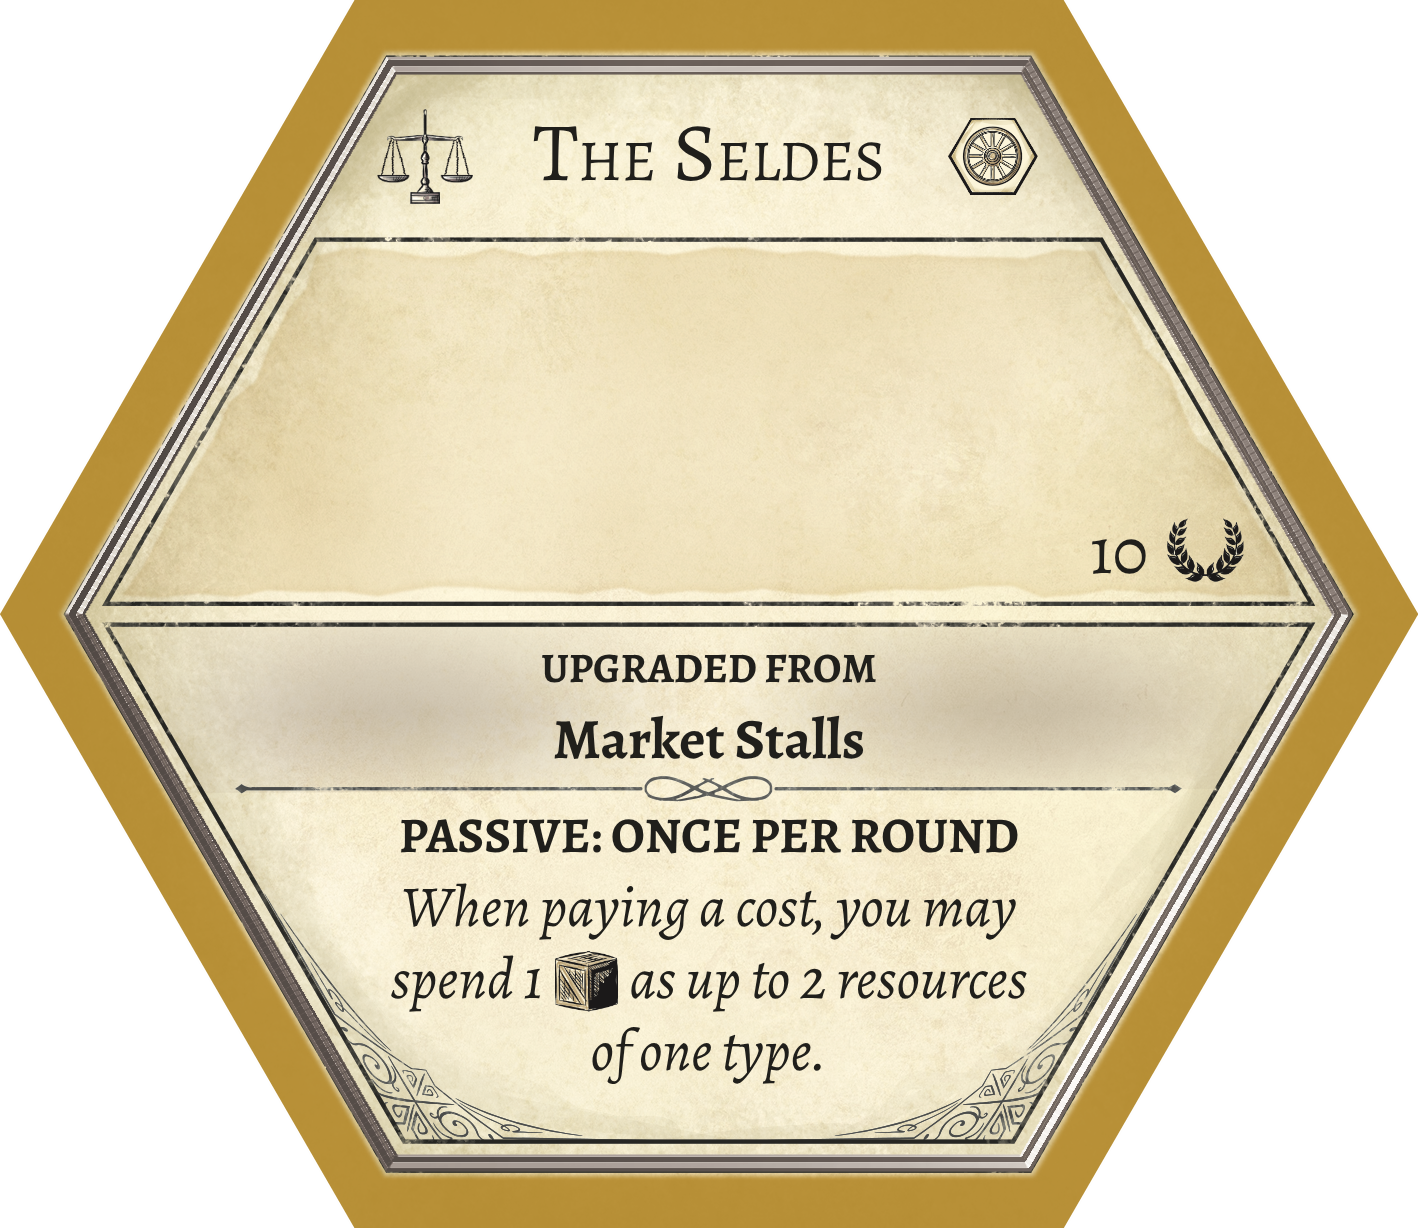 The Seldes
10
UPGRADED FROM
Market Stalls
PASSIVE: ONCE PER ROUND
When paying a cost, you may
spend 1 as up to 2 resources
of one type.